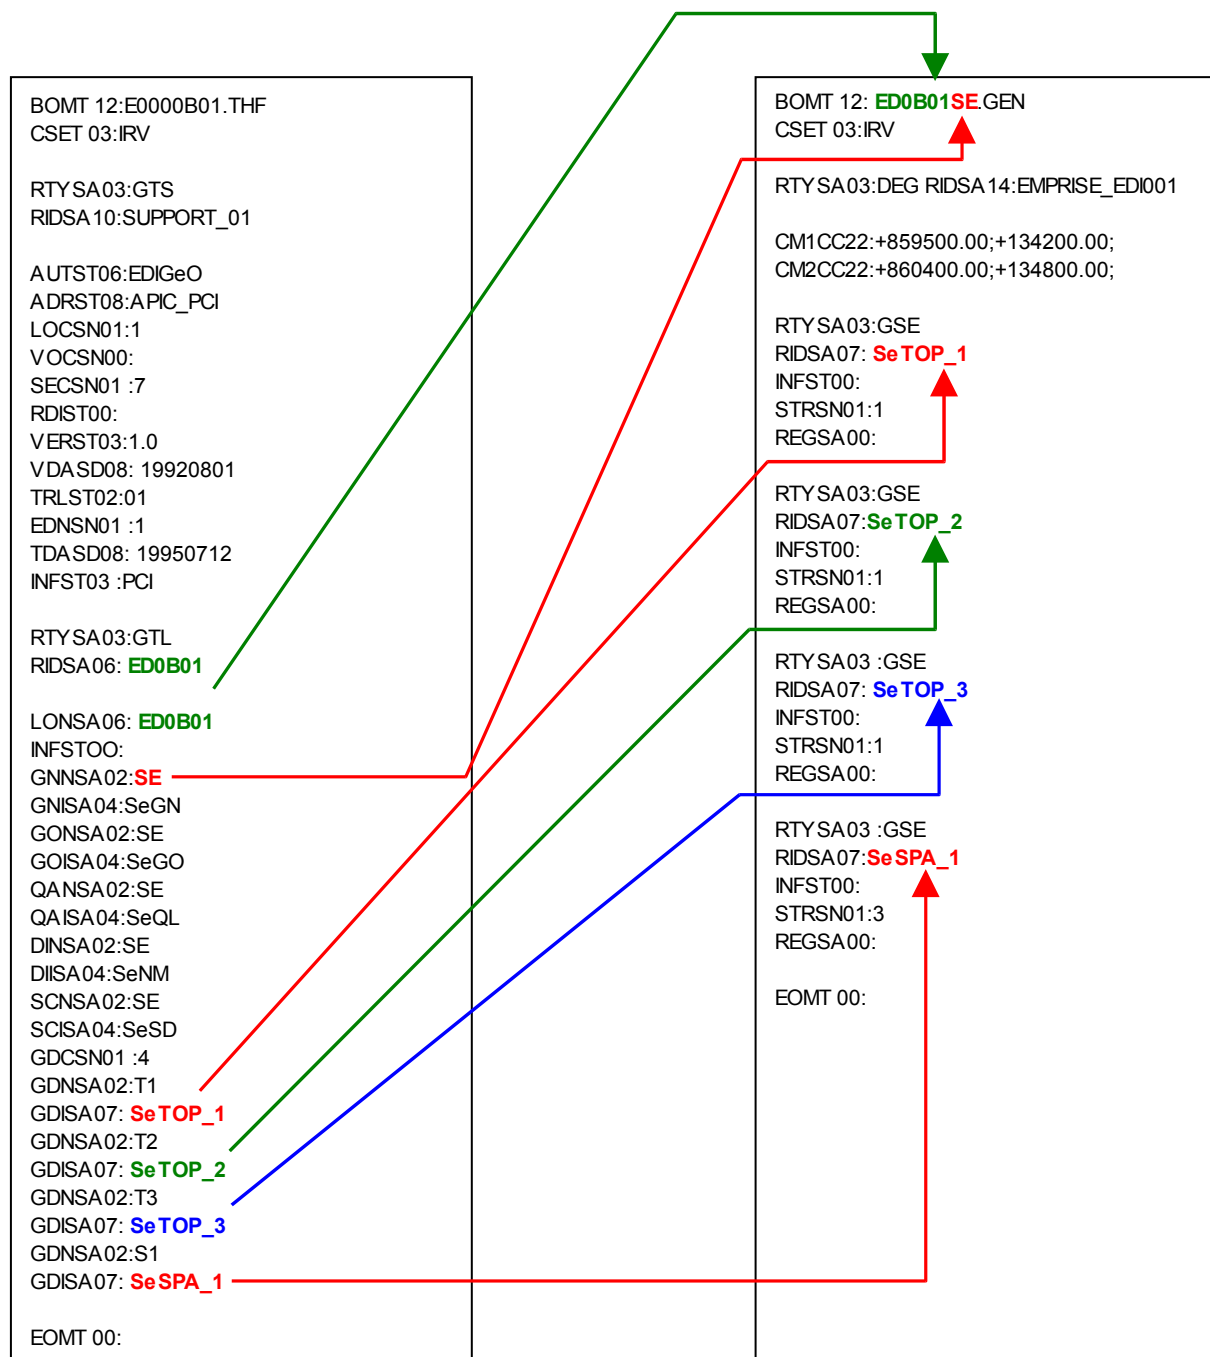 BOMT 12:E0000B01.THF
CSET 03:IRV
RTYSA03:GTS
RIDSA10:SUPPORT_01
AUTST06:EDIGeO
ADRST08:APIC_PCI
LOCSN01:1
VOCSN00:
SECSN01 :7
RDIST00:
VERST03:1.0
VDASD08: 19920801
TRLST02:01
EDNSN01 :1
TDASD08: 19950712
INFST03 :PCI
RTYSA03:GTL
RIDSA06: ED0B01
LONSA06: ED0B01
INFSTOO:
GNNSA02:SE
GNISA04:SeGN
GONSA02:SE
GOISA04:SeGO
QANSA02:SE
QAISA04:SeQL
DINSA02:SE
DIISA04:SeNM
SCNSA02:SE
SCISA04:SeSD
GDCSN01 :4
GDNSA02:T1
GDISA07: SeTOP_1
GDNSA02:T2
GDISA07: SeTOP_2
GDNSA02:T3
GDISA07: SeTOP_3
GDNSA02:S1
GDISA07: SeSPA_1
EOMT 00:
BOMT 12: ED0B01SE.GEN
CSET 03:IRV
RTYSA03:DEG RIDSA14:EMPRISE_EDI001
CM1CC22:+859500.00;+134200.00;
CM2CC22:+860400.00;+134800.00;
RTYSA03:GSE
RIDSA07: SeTOP_1
INFST00:
STRSN01:1
REGSA00:
RTYSA03:GSE
RIDSA07:SeTOP_2
INFST00:
STRSN01:1
REGSA00:
RTYSA03 :GSE
RIDSA07: SeTOP_3
INFST00:
STRSN01:1
REGSA00:
RTYSA03 :GSE
RIDSA07:SeSPA_1
INFST00:
STRSN01:3
REGSA00:
EOMT 00: